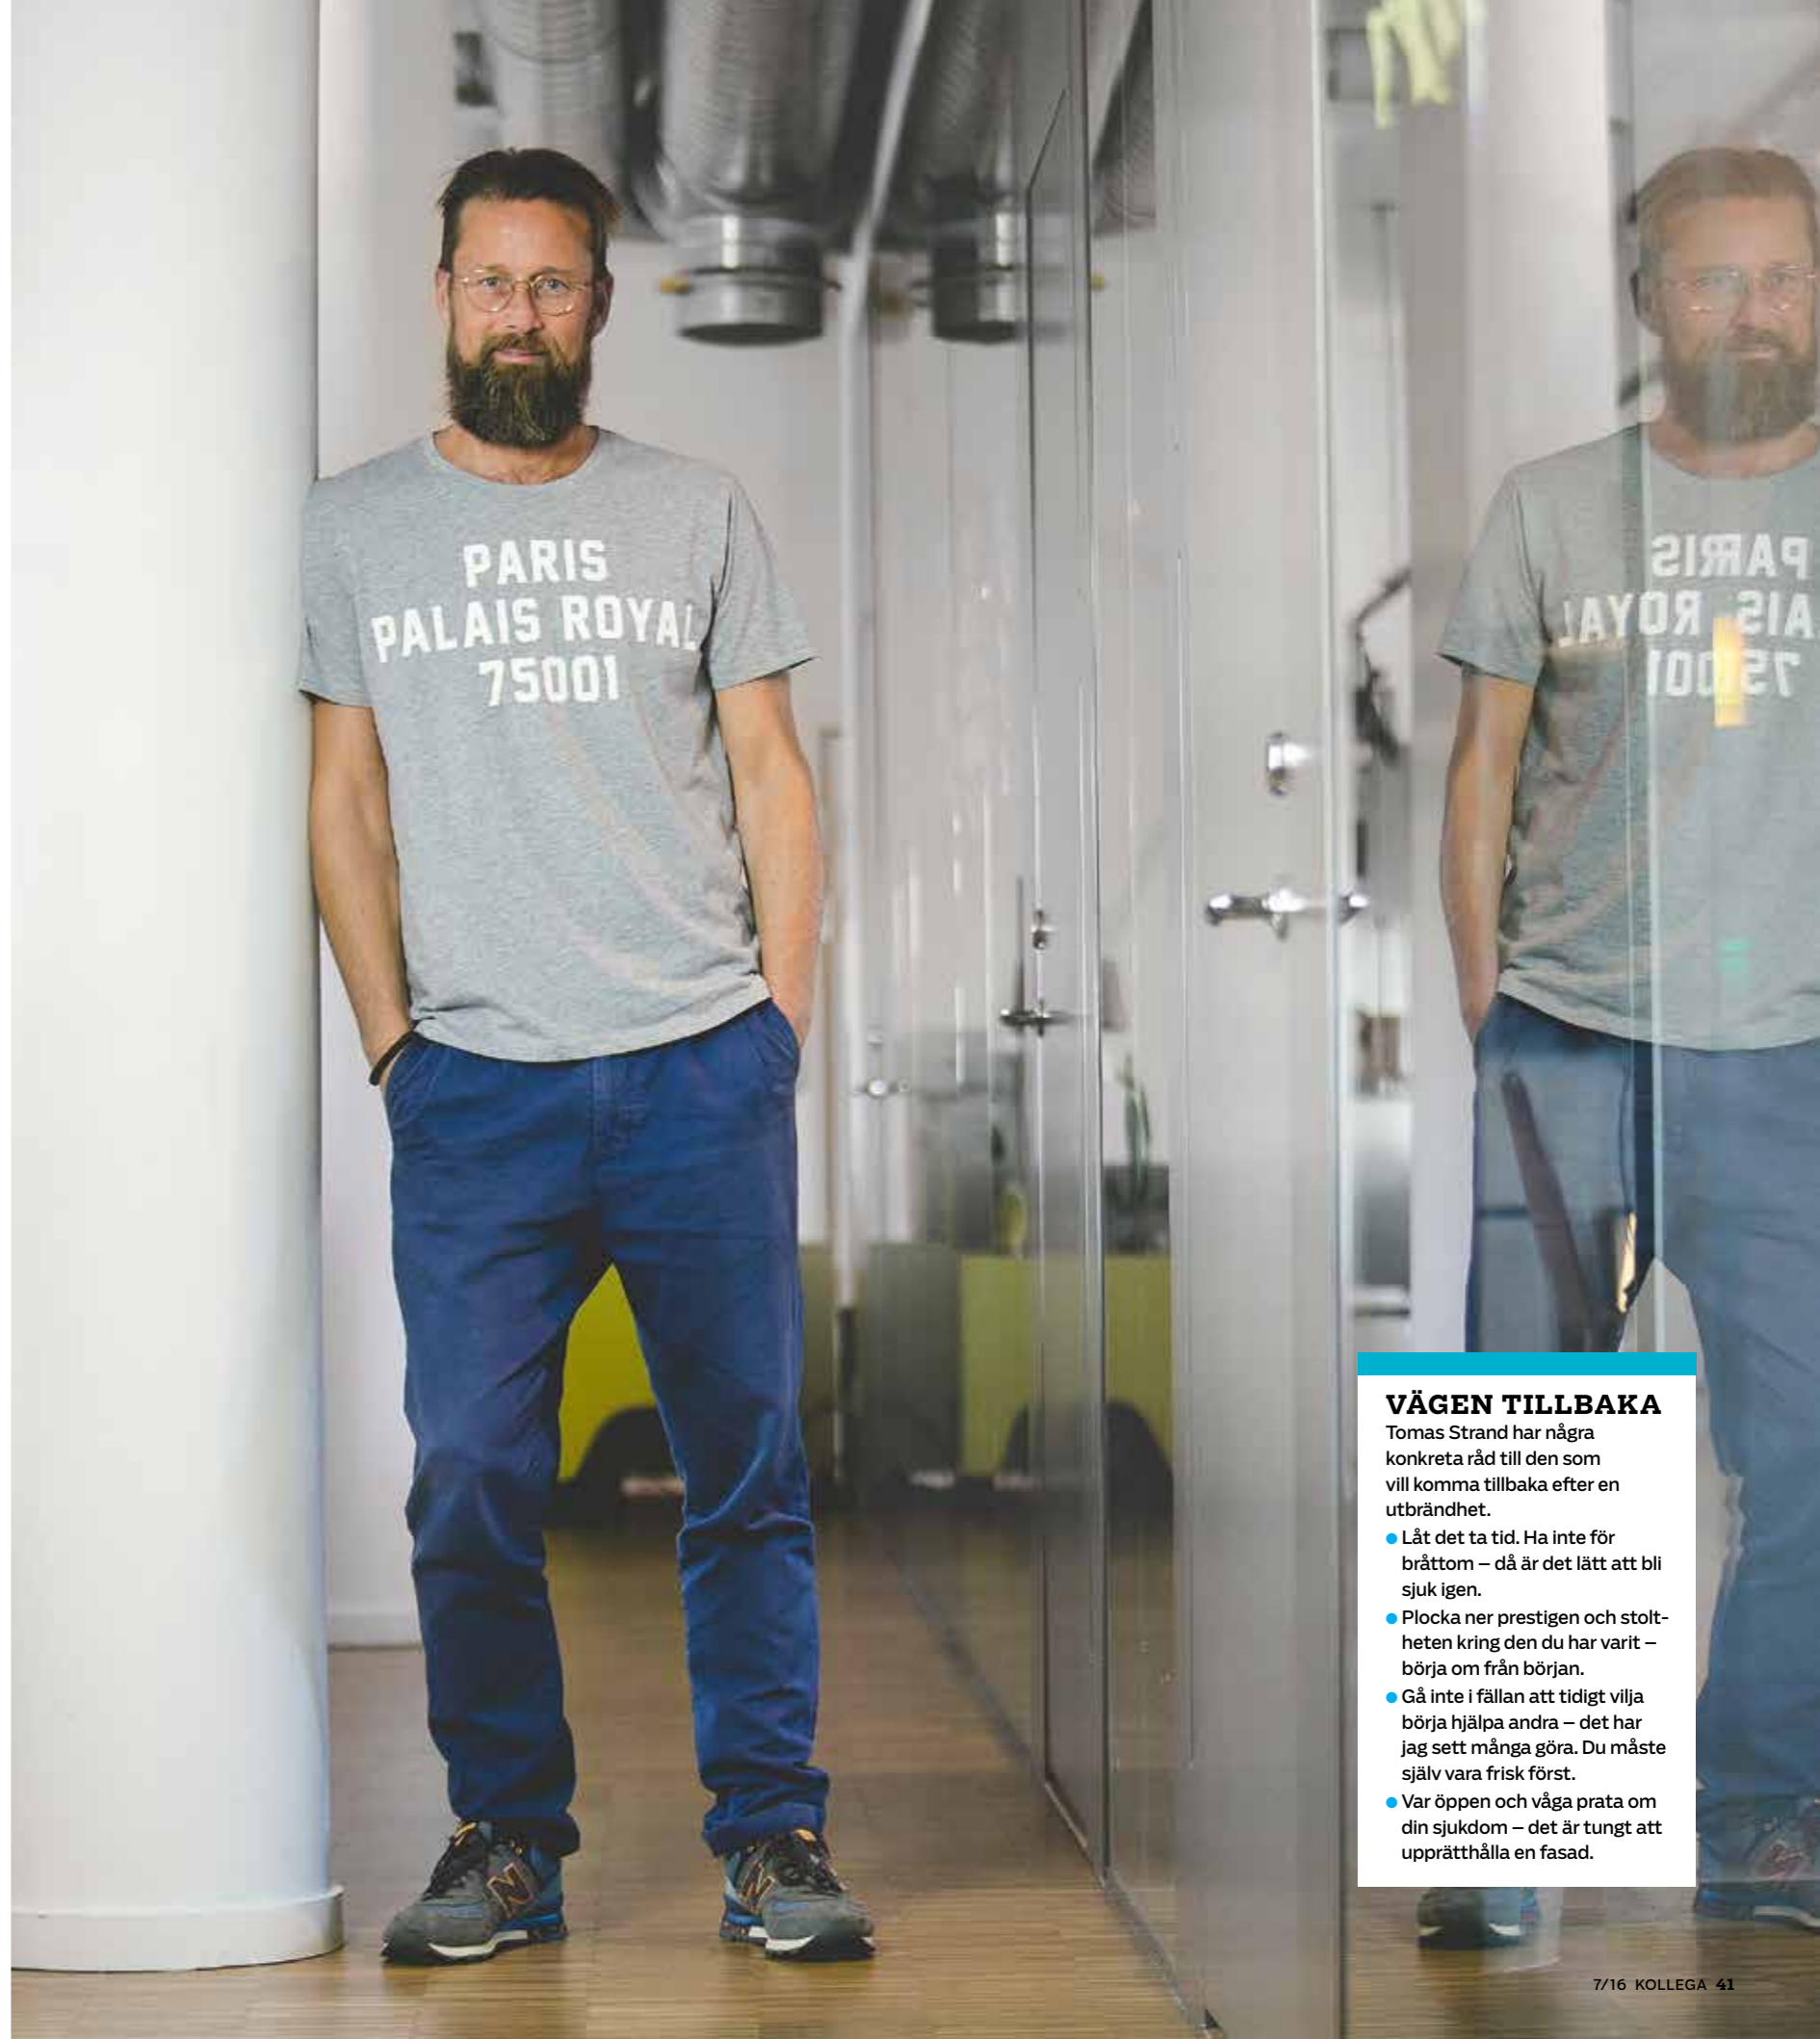 PARIS
PALAIS ROYAL
75001
PARIS
AIS ROYAL
75001
VÄGEN TILLBAKA
Tomas Strand har några
konkreta råd till den som
vill komma tillbaka efter en
utbrändhet.
● Låt det ta tid. Ha inte för
bråttom – då är det lätt att bli
sjuk igen.
● Plocka ner prestigen och stolt-
heten kring den du har varit –
börja om från början.
● Gå inte i fällan att tidigt vilja
börja hjälpa andra – det har
jag sett många göra. Du måste
själv vara frisk först.
● Var öppen och våga prata om
din sjukdom – det är tungt att
upprätthålla en fasad.
N
N
7/16 KOLLEGA 41